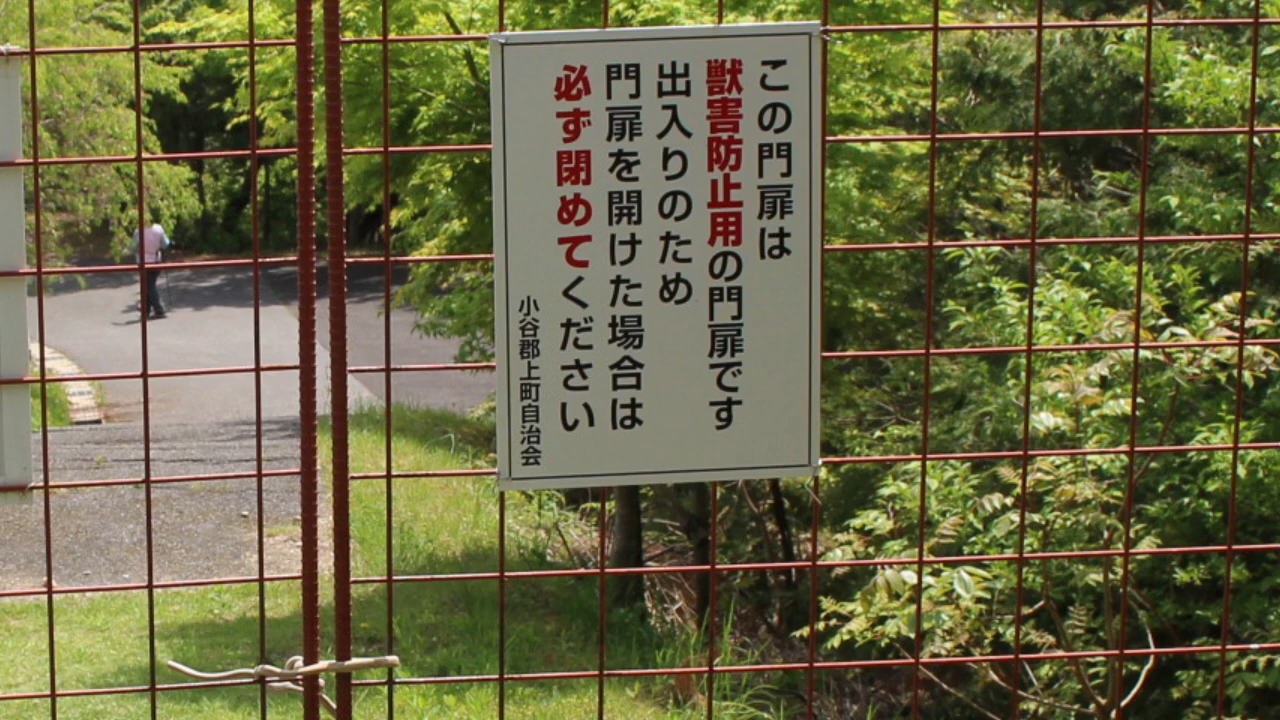 この門扉は
獣害防止用の門扉です
出入りのため
門扉を開けた場合は
必ず閉めてください
小谷郡上町自治会